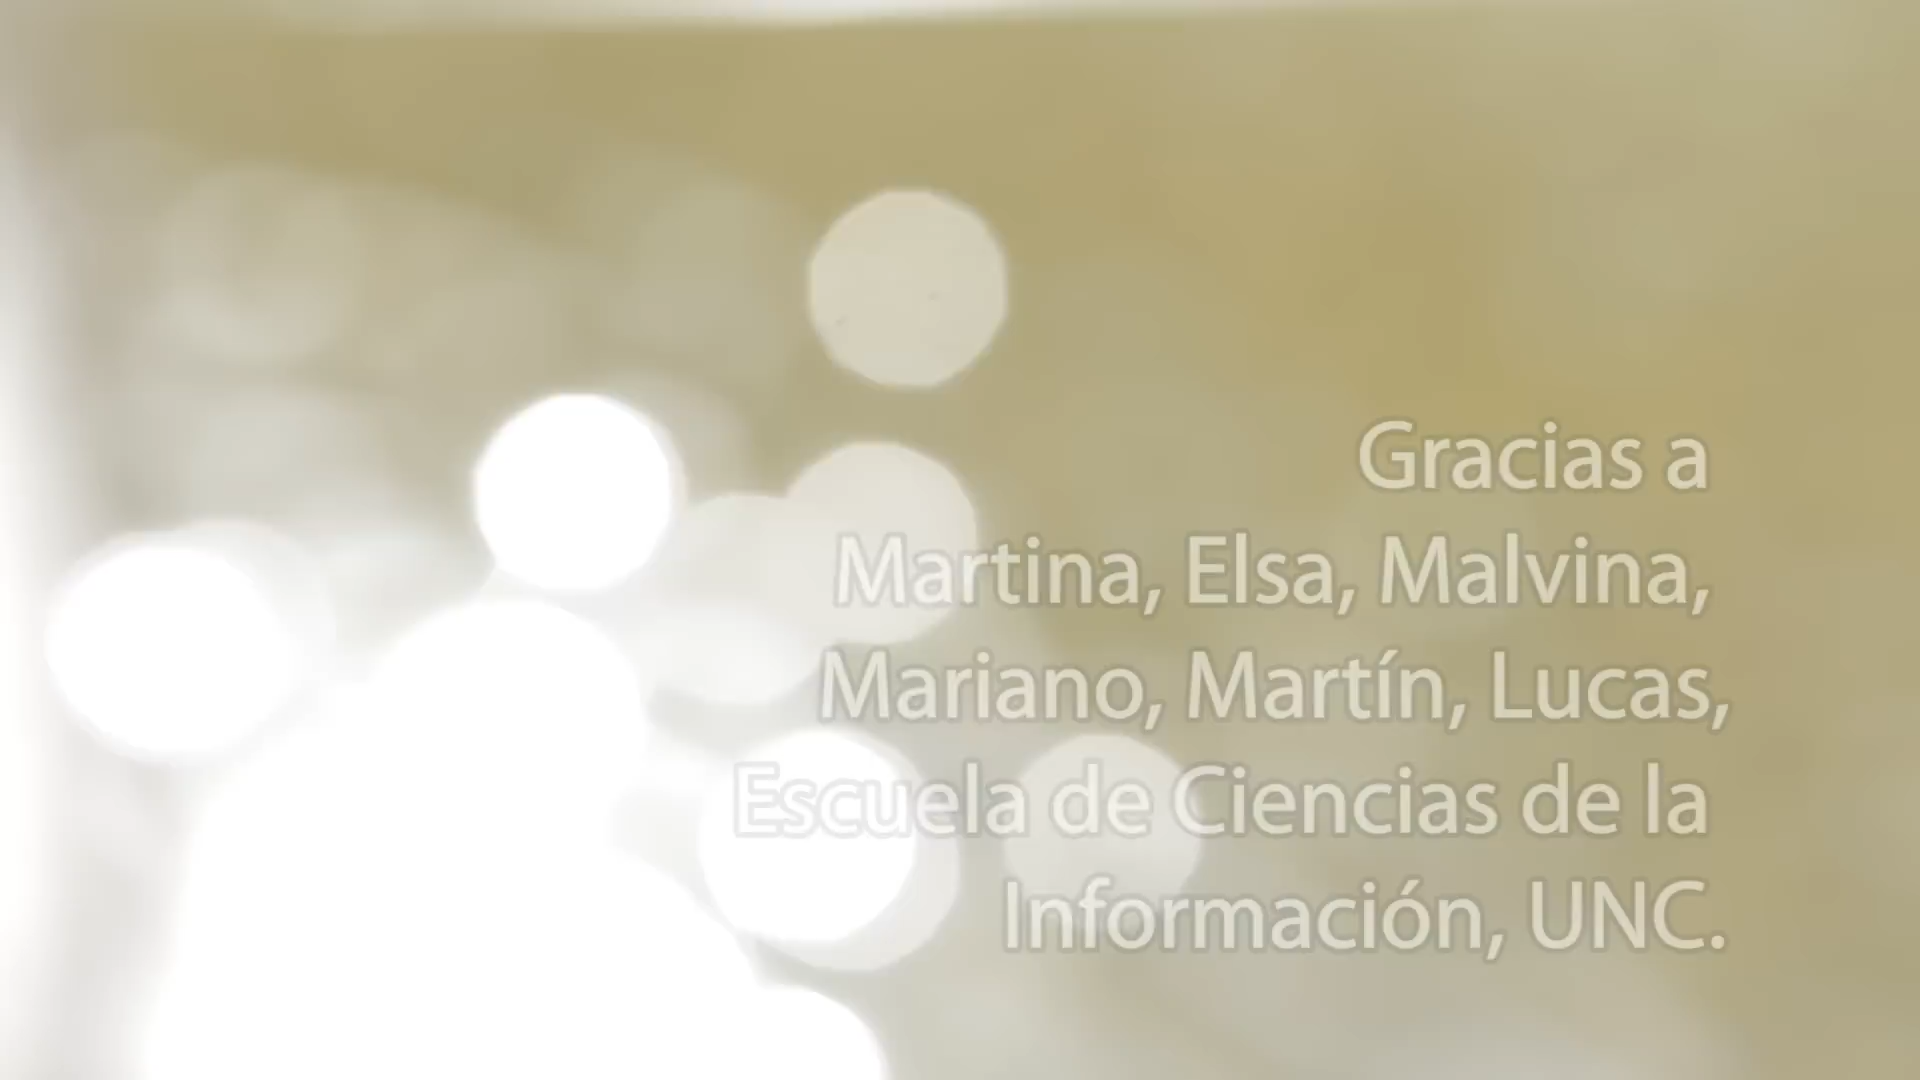 Gracias a
Martina, Elsa, Malvina,
Mariano, Martín, Lucas,
Escuela de Ciencias de la
Información, UNC.